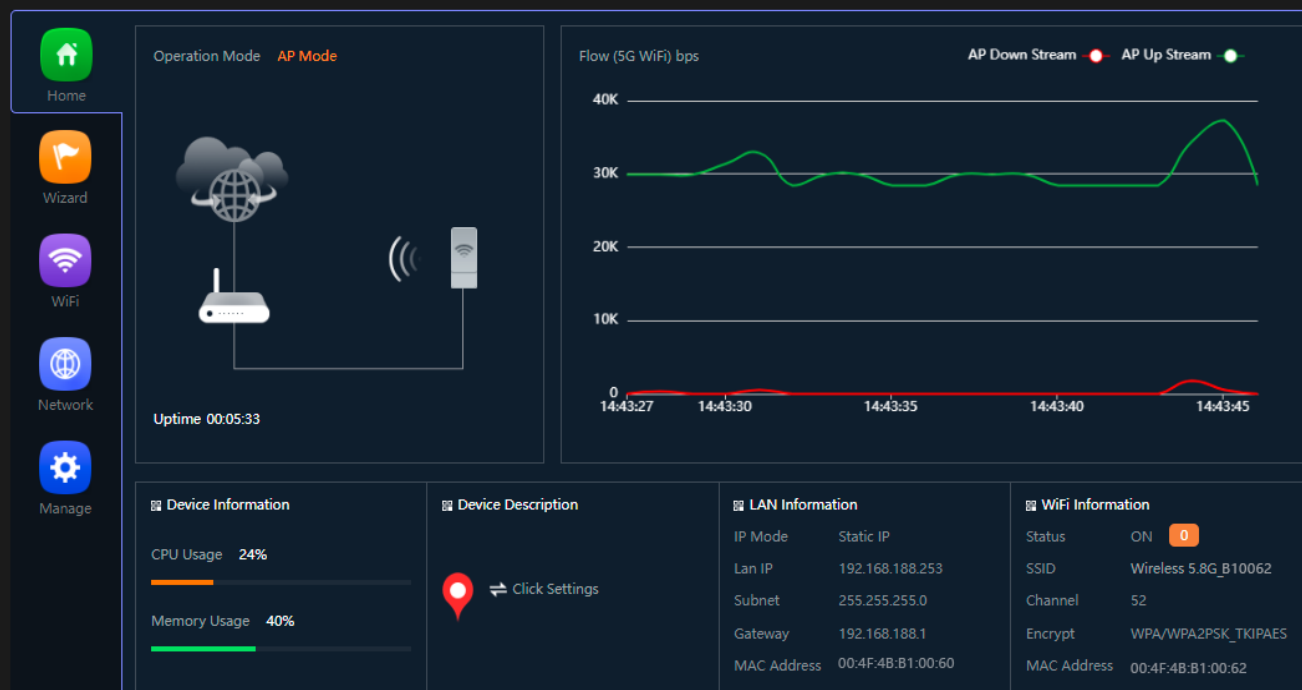 Home
Wizard
WiFi
Network
Manage
Operation Mode AP Mode
Uptime 00:05:33
Flow (5G WiFi) bps
AP Down Stream AP Up Stream
40K
30K
20K
10K
0
14:43:27 14:43:30 14:43:35 14:43:40 14:43:45
Device Information
CPU Usage 24%
Memory Usage 40%
Device Description
Click Settings
LAN Information
IP Mode Static IP
Lan IP 192.168.188.253
Subnet 255.255.255.0
Gateway 192.168.188.1
MAC Address 00:4F:4B:B1:00:60
WiFi Information
Status ON 0
SSID Wireless 5.8G_B10062
Channel 52
Encrypt WPA/WPA2PSK_TKIPAES
MAC Address 00:4F:4B:B1:00:62